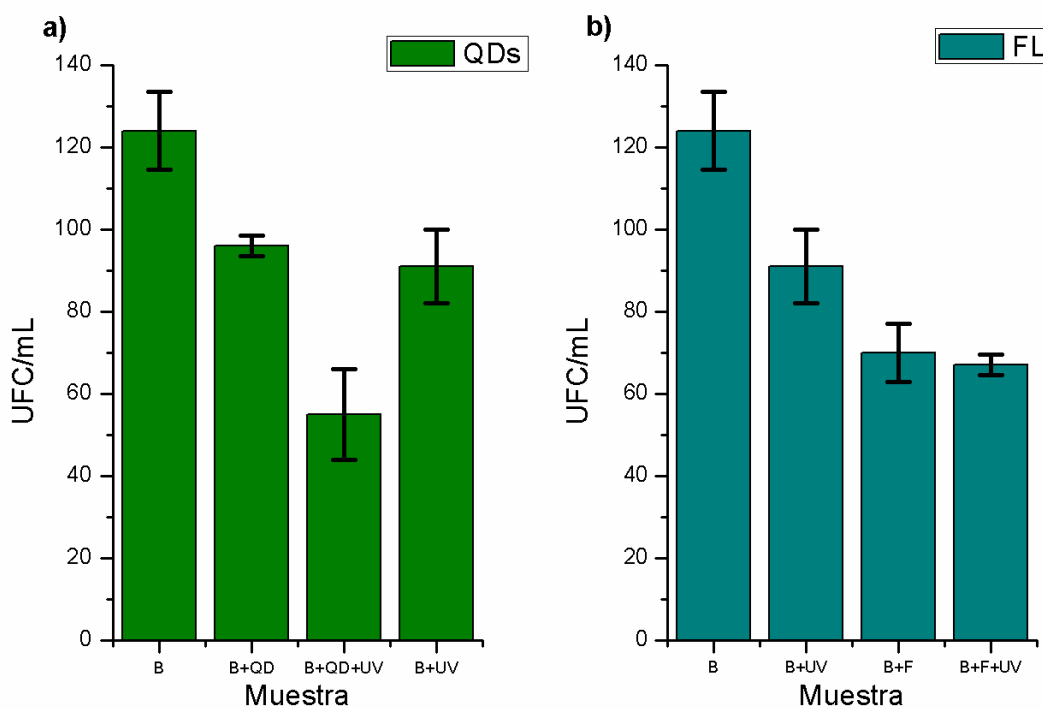 a)
QDs
140
120
100
80
60
40
20
0
UFC/mL
B
B+QD
B+QD+UV
B+UV
Muestra
b)
FL
140
120
100
80
60
40
20
0
UFC/mL
B
B+UV
B+F
B+F+UV
Muestra